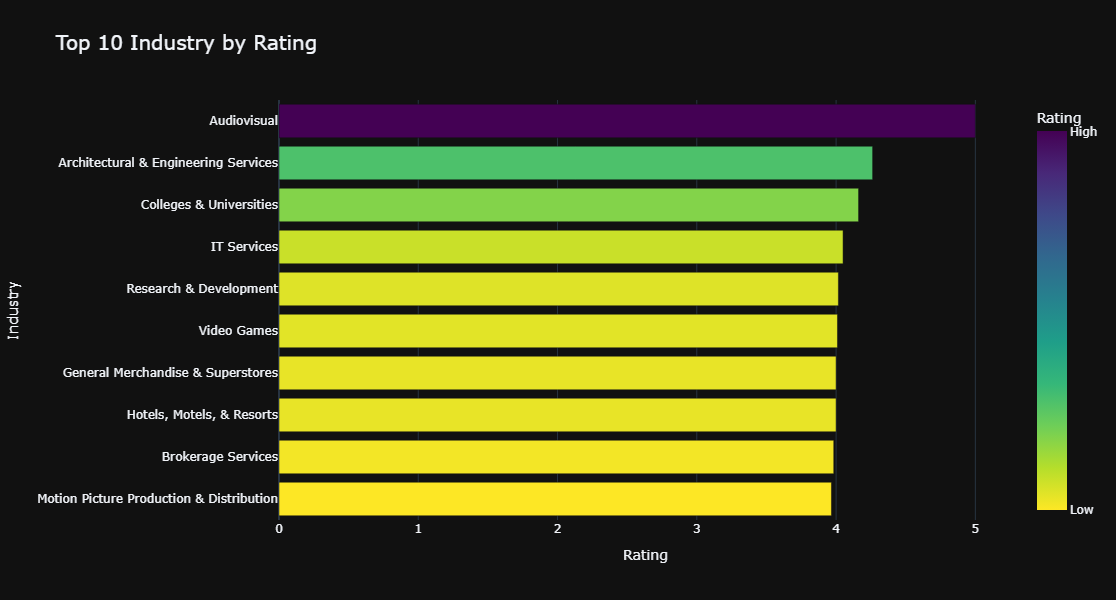 Top 10 Industry by Rating
Industry
Audiovisual
Architectural & Engineering Services
Colleges & Universities
IT Services
Research & Development
Video Games
General Merchandise & Superstores
Hotels, Motels, & Resorts
Brokerage Services
Motion Picture Production & Distribution
0 1 2 3 4 5
Rating
Rating
High
Low